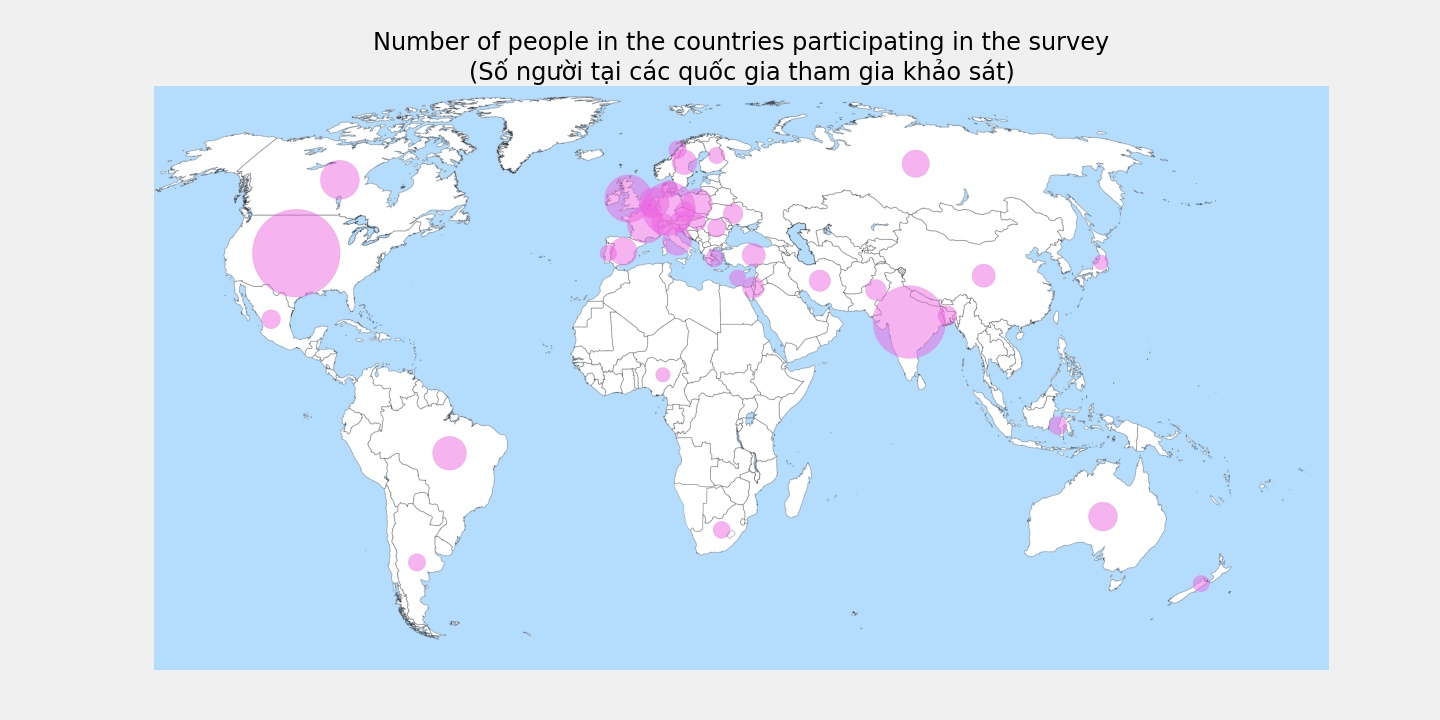 Number of people in the countries participating in the survey
(Số người tại các quốc gia tham gia khảo sát)